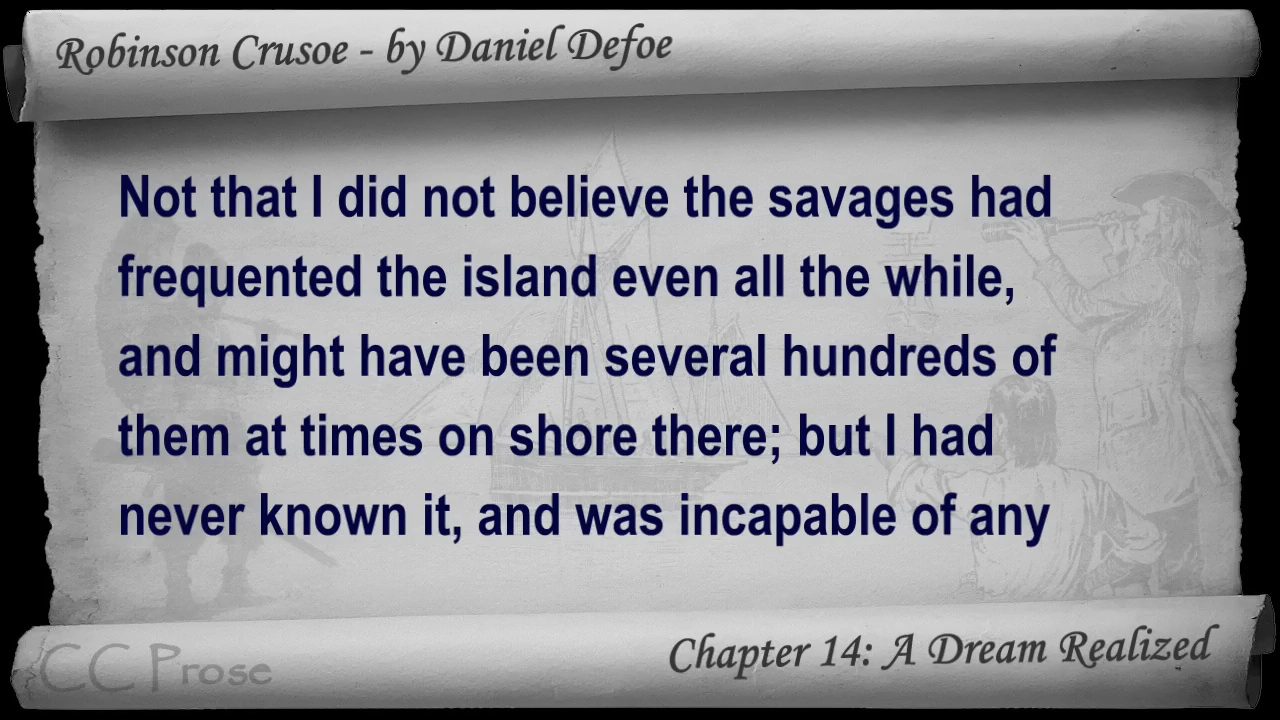 Robinson Crusoe - by Daniel Defoe
Not that I did not believe the savages had
frequented the island even all the while,
and might have been several hundreds of
them at times on shore there; but I had
never known it, and was incapable of any
CC Prose
Chapter 14: A Dream Realized